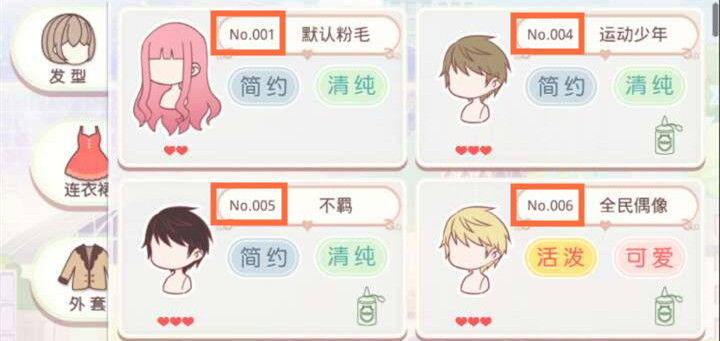 发型
No.001 默认粉毛
简约 清纯
No.004 运动少年
简约 清纯
连衣裙
No.005 不羁
简约 清纯
No.006 全民偶像
活泼 可爱
外套